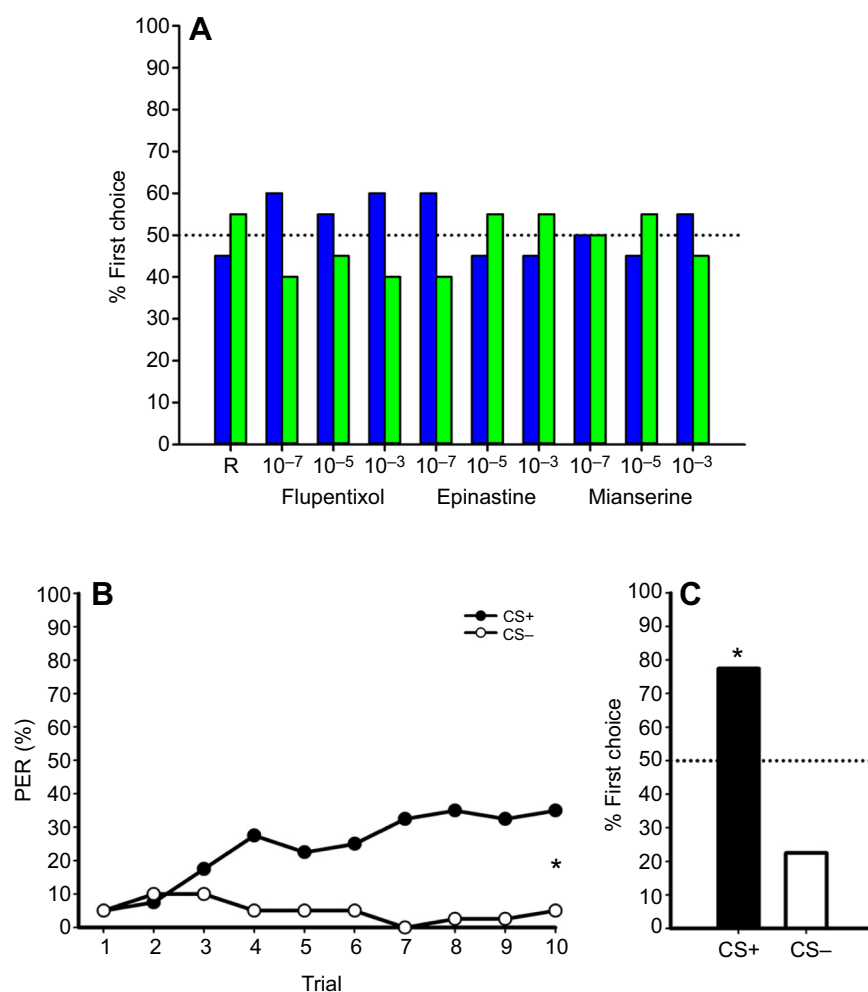 A
100
90
80
70
60
50
40
30
20
10
0
% First choice
R 10–7 10–5 10–3 10–7 10–5 10–3 10–7 10–5 10–3
Flupentixol Epinastine Mianserine
B
100
90
80
70
60
50
40
30
20
10
0
PER (%)
CS+
CS–
*
1 2 3 4 5 6 7 8 9 10
Trial
C
100
90
80
70
60
50
40
30
20
10
0
% First choice
*
CS+ CS–